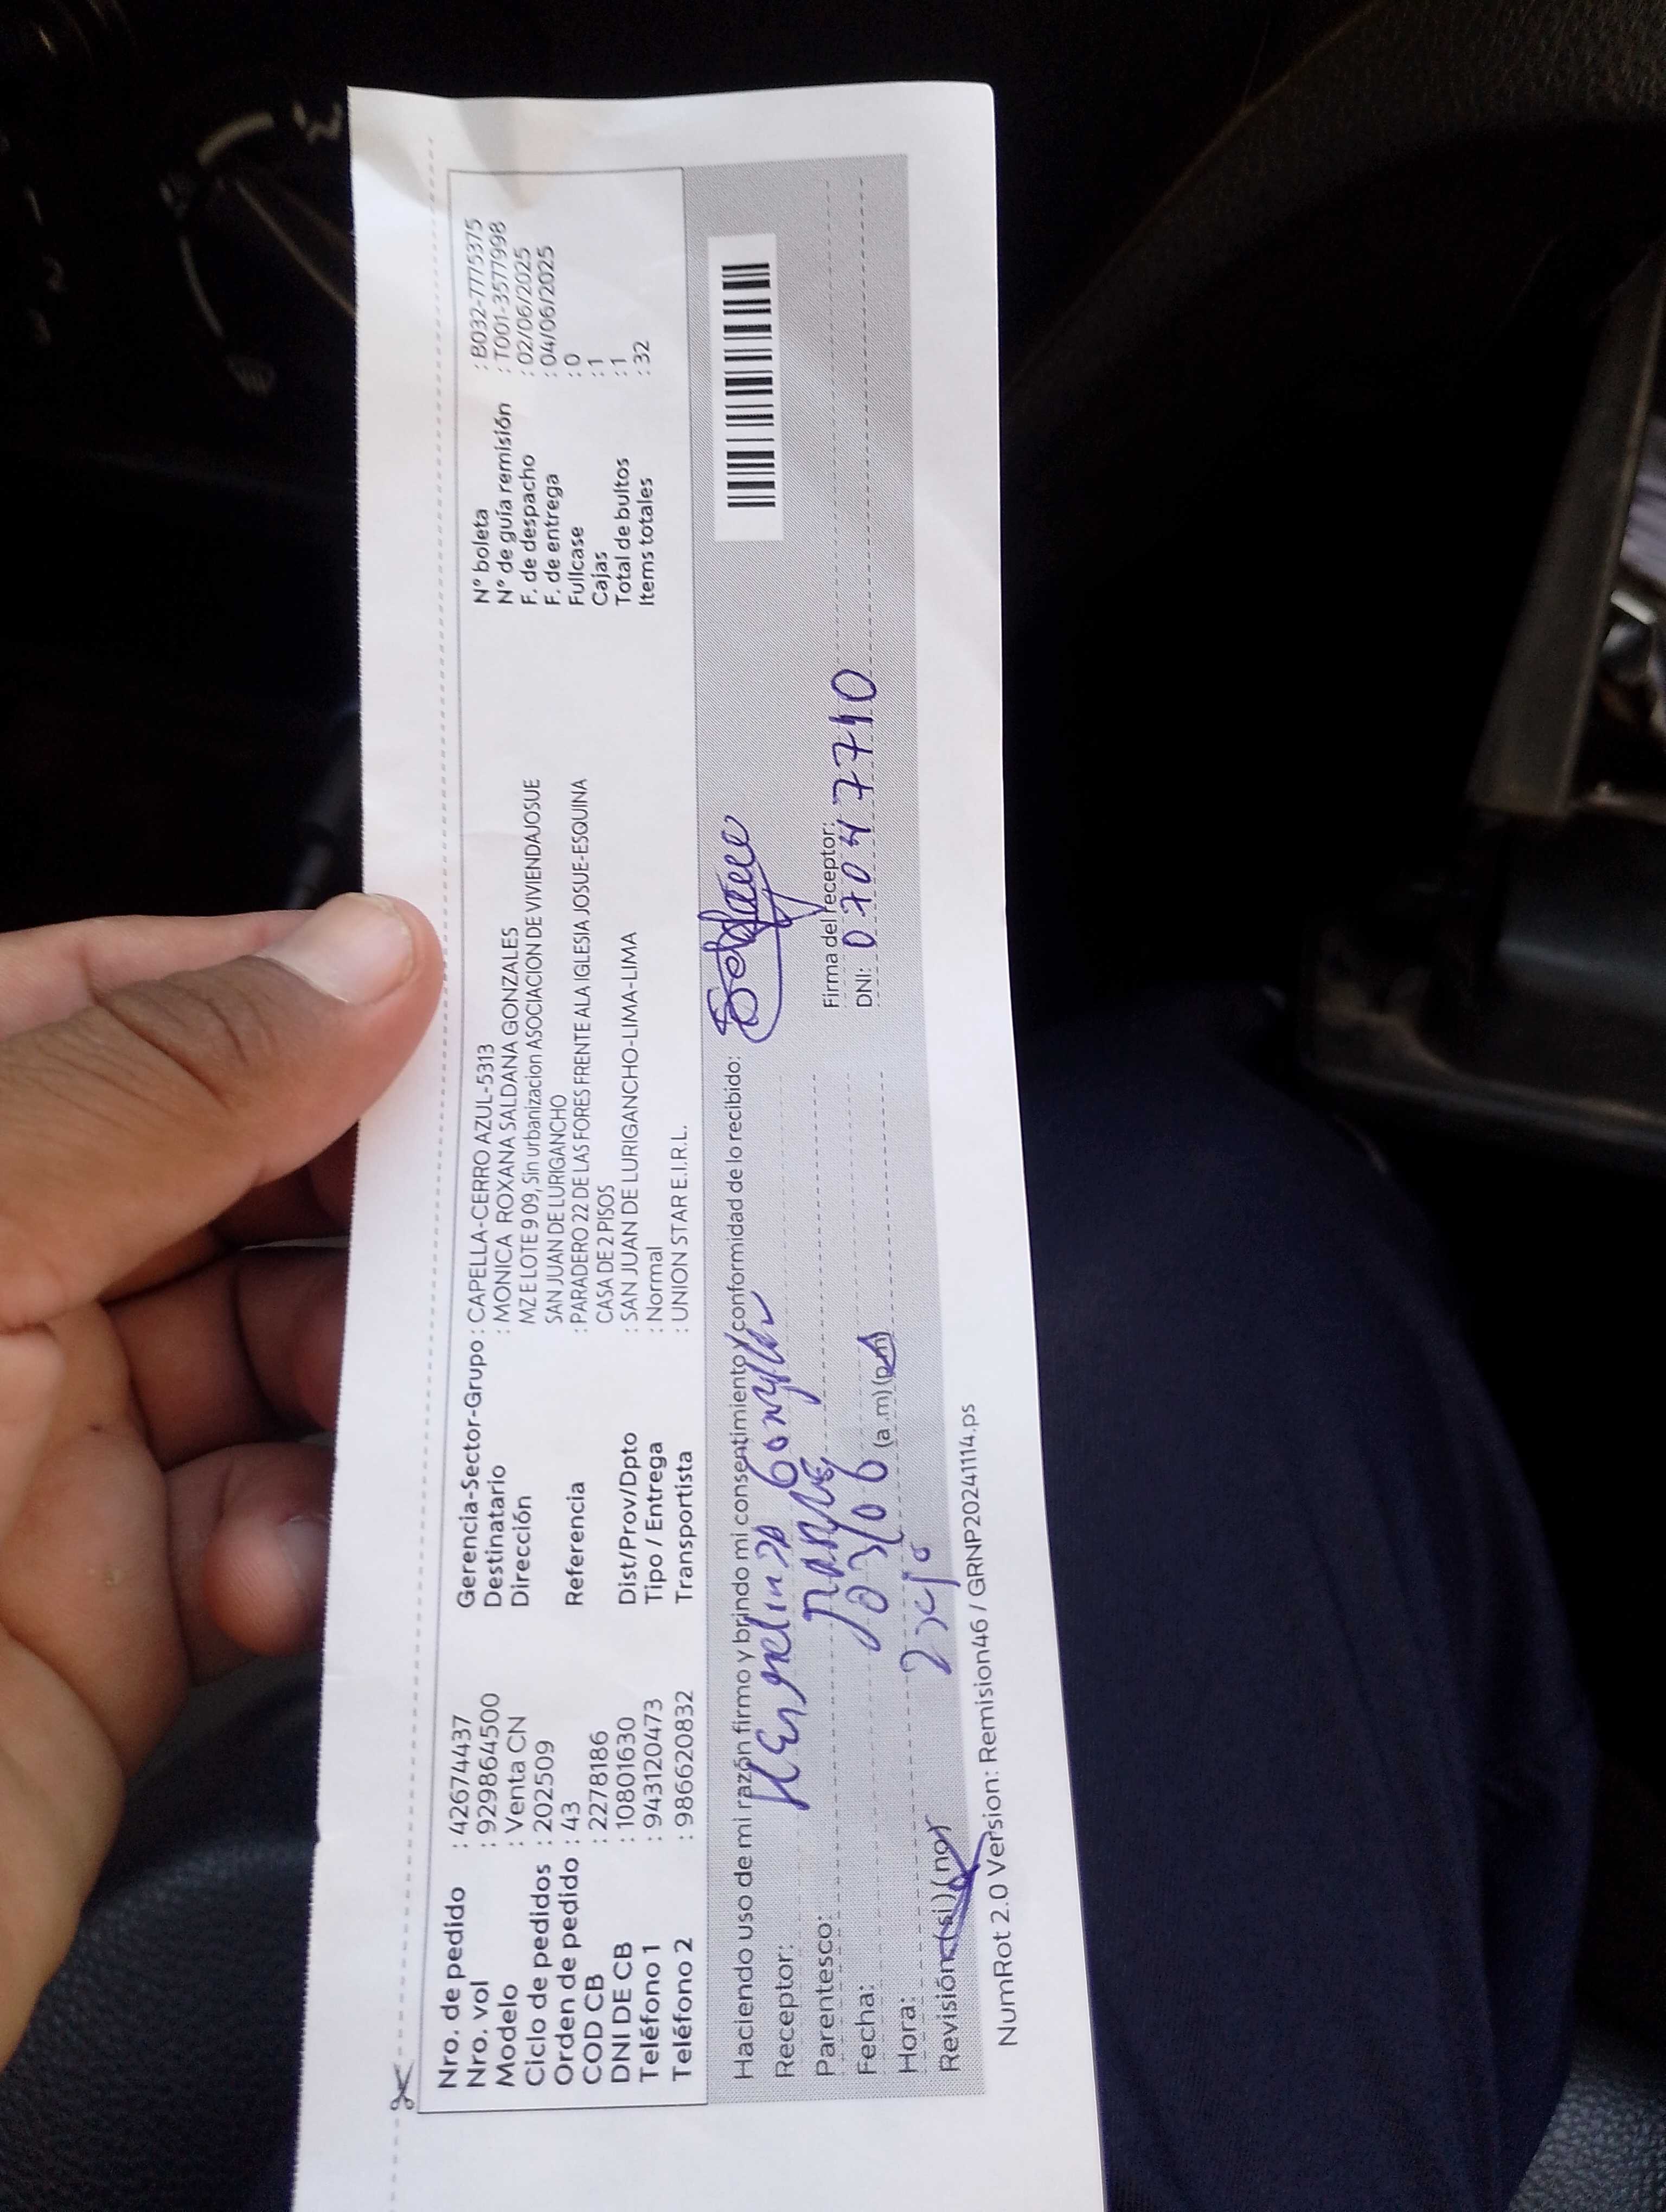 Nro. de pedido : 42674437
Nro. vol : 929864500
Modelo : Venta CN
Ciclo de pedidos : 202509
Orden de pedido : 43
COD CB : 2278186
DNI DE CB : 10801630
Teléfono 1 : 943120473
Teléfono 2 : 986620832
Gerencia-Sector-Grupo : CAPELLA-CERRO AZUL-5313
Destinatario : MONICA ROXANA SALDANA GONZALES
Dirección MZ E LOTE 9 09, Sin urbanizacion ASOCIACION DE VIVIENDAJOSUE
SAN JUAN DE LURIGANCHO
Referencia : PARADERO 22 DE LAS FORES FRENTE A LA IGLESIA JOSUE-ESQUINA
CASA DE 2 PISOS
Dist/Prov/Dpto : SAN JUAN DE LURIGANCHO-LIMA-LIMA
Tipo / Entrega : Normal
Transportista : UNION STAR E.I.R.L.
N° boleta : B032-77775375
N° de guía remisión : T001-3577998
F. de despacho : 02/06/2025
F. de entrega : 04/06/2025
Fullcase : 0
Cajas : 1
Total de bultos : 1
Items totales : 32
Haciendo uso de mi razón firmo y brindo mi consentimiento y conformidad de lo recibido:
Receptor:
Parentesco:
Fecha: 03/06
Hora: (a.m) (p.m)
Revisión (si) (no)
Firma del receptor:
DNI: 07047710
NumRot 2.0 Version: Remision46 / GRNP20241114.ps